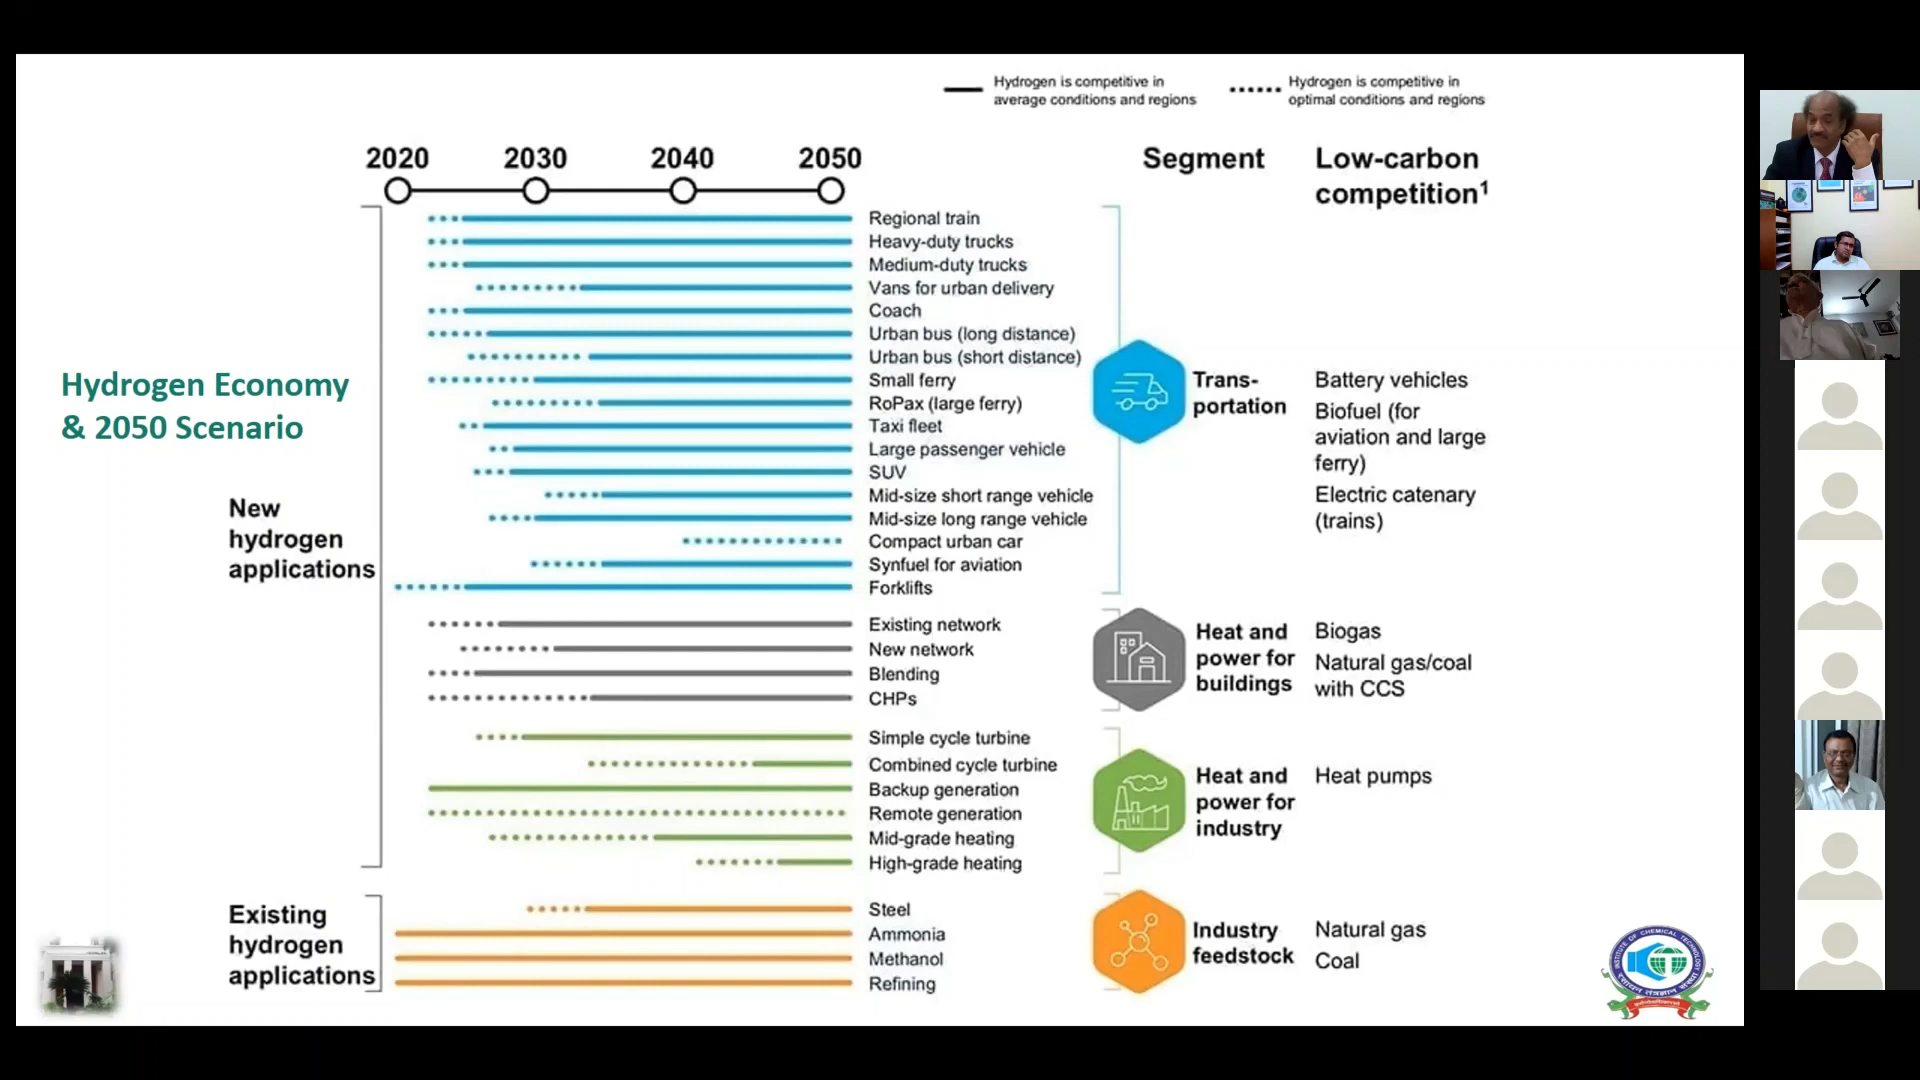 Hydrogen is competitive in
average conditions and regions
Hydrogen is competitive in
optimal conditions and regions
2020 2030 2040 2050
Segment
Low-carbon
competition¹
Hydrogen Economy
& 2050 Scenario
New
hydrogen
applications
Regional train
Heavy-duty trucks
Medium-duty trucks
Vans for urban delivery
Coach
Urban bus (long distance)
Urban bus (short distance)
Small ferry
RoPax (large ferry)
Taxi fleet
Large passenger vehicle
SUV
Mid-size short range vehicle
Mid-size long range vehicle
Compact urban car
Synfuel for aviation
Forklifts
Trans-
portation
Battery vehicles
Biofuel (for
aviation and large
ferry)
Electric catenary
(trains)
Existing network
New network
Blending
CHPs
Heat and
power for
buildings
Biogas
Natural gas/coal
with CCS
Simple cycle turbine
Combined cycle turbine
Backup generation
Remote generation
Mid-grade heating
High-grade heating
Heat and
power for
industry
Heat pumps
Existing
hydrogen
applications
Steel
Ammonia
Methanol
Refining
Industry
feedstock
Natural gas
Coal
INSTITUTE OF CHEMICAL TECHNOLOGY